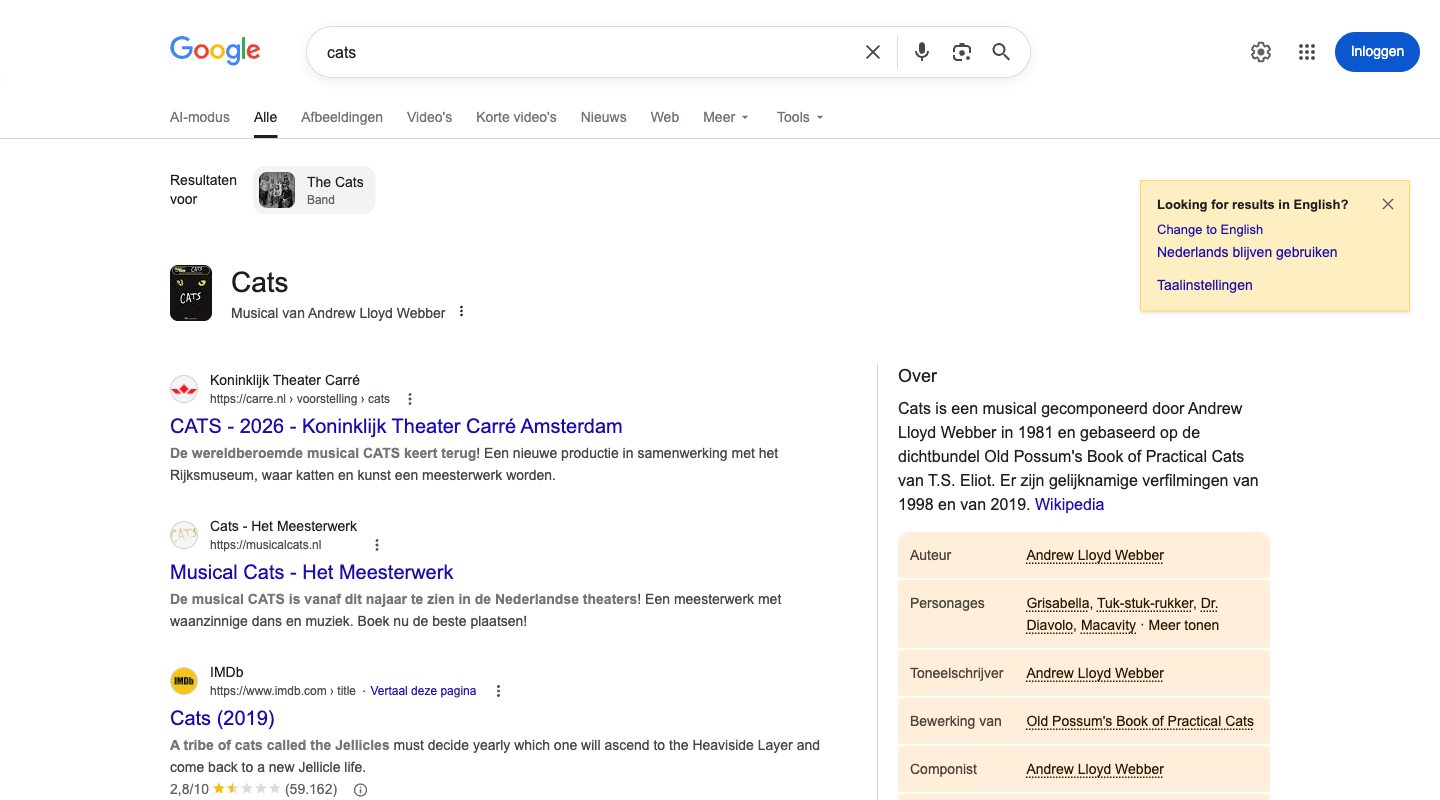 Google
cats
Inloggen
AI-modus
Alle
Afbeeldingen
Video's
Korte video's
Nieuws
Web
Meer
Tools
Resultaten
voor
The Cats
Band
Looking for results in English?
Change to English
Nederlands blijven gebruiken
Taalinstellingen
CATS
CATS
Cats
Musical van Andrew Lloyd Webber
Koninklijk Theater Carré
https://carre.nl › voorstelling › cats
CATS - 2026 - Koninklijk Theater Carré Amsterdam
De wereldberoemde musical CATS keert terug! Een nieuwe productie in samenwerking met het
Rijksmuseum, waar katten en kunst een meesterwerk worden.
CATS
Cats - Het Meesterwerk
https://musicalcats.nl
Musical Cats - Het Meesterwerk
De musical CATS is vanaf dit najaar te zien in de Nederlandse theaters! Een meesterwerk met
waanzinnige dans en muziek. Boek nu de beste plaatsen!
IMDb
IMDb
https://www.imdb.com › title · Vertaal deze pagina
Cats (2019)
A tribe of cats called the Jellicles must decide yearly which one will ascend to the Heaviside Layer and
come back to a new Jellicle life.
2,8/10 (59.162)
Over
Cats is een musical gecomponeerd door Andrew
Lloyd Webber in 1981 en gebaseerd op de
dichtbundel Old Possum's Book of Practical Cats
van T.S. Eliot. Er zijn gelijknamige verfilmingen van
1998 en van 2019. Wikipedia
Auteur Andrew Lloyd Webber
Personages Grisabella, Tuk-stuk-rukker, Dr.
Diavolo, Macavity · Meer tonen
Toneelschrijver Andrew Lloyd Webber
Bewerking van Old Possum's Book of Practical Cats
Componist Andrew Lloyd Webber